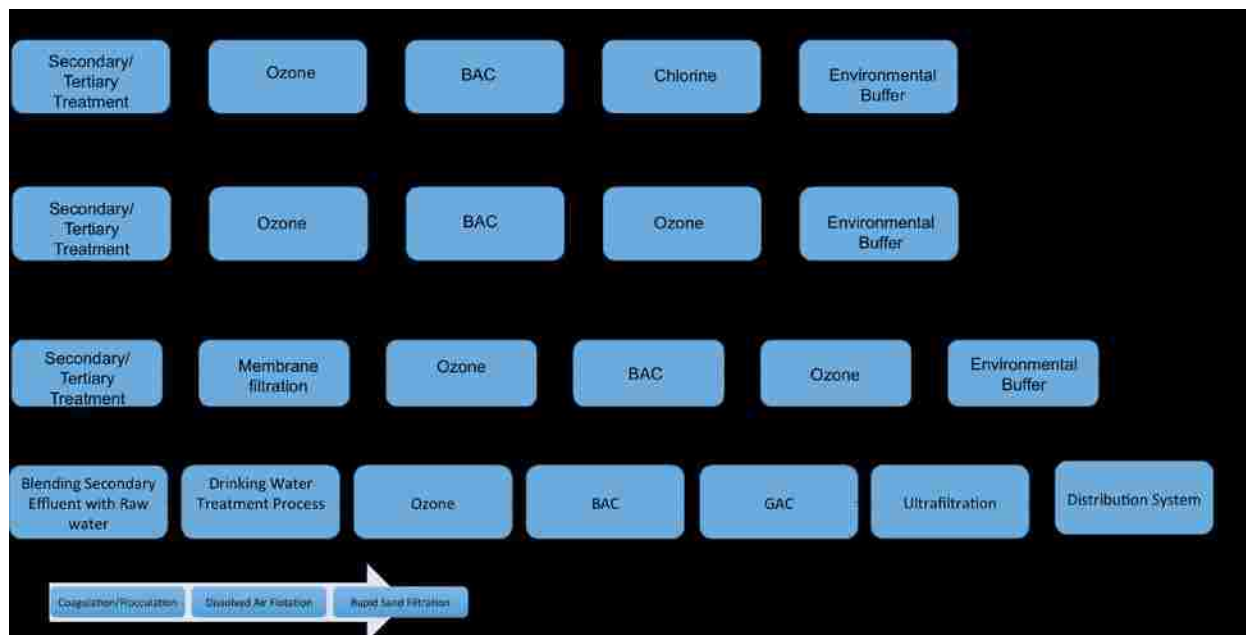 Secondary/
Tertiary
Treatment
Ozone
BAC
Chlorine
Environmental
Buffer
Secondary/
Tertiary
Treatment
Ozone
BAC
Ozone
Environmental
Buffer
Secondary/
Tertiary
Treatment
Membrane
filtration
Ozone
BAC
Ozone
Environmental
Buffer
Blending Secondary
Effluent with Raw
water
Drinking Water
Treatment Process
Ozone
BAC
GAC
Ultrafiltration
Distribution System
Coagulation/Flocculation
Dissolved Air Flotation
Rapid Sand Filtration